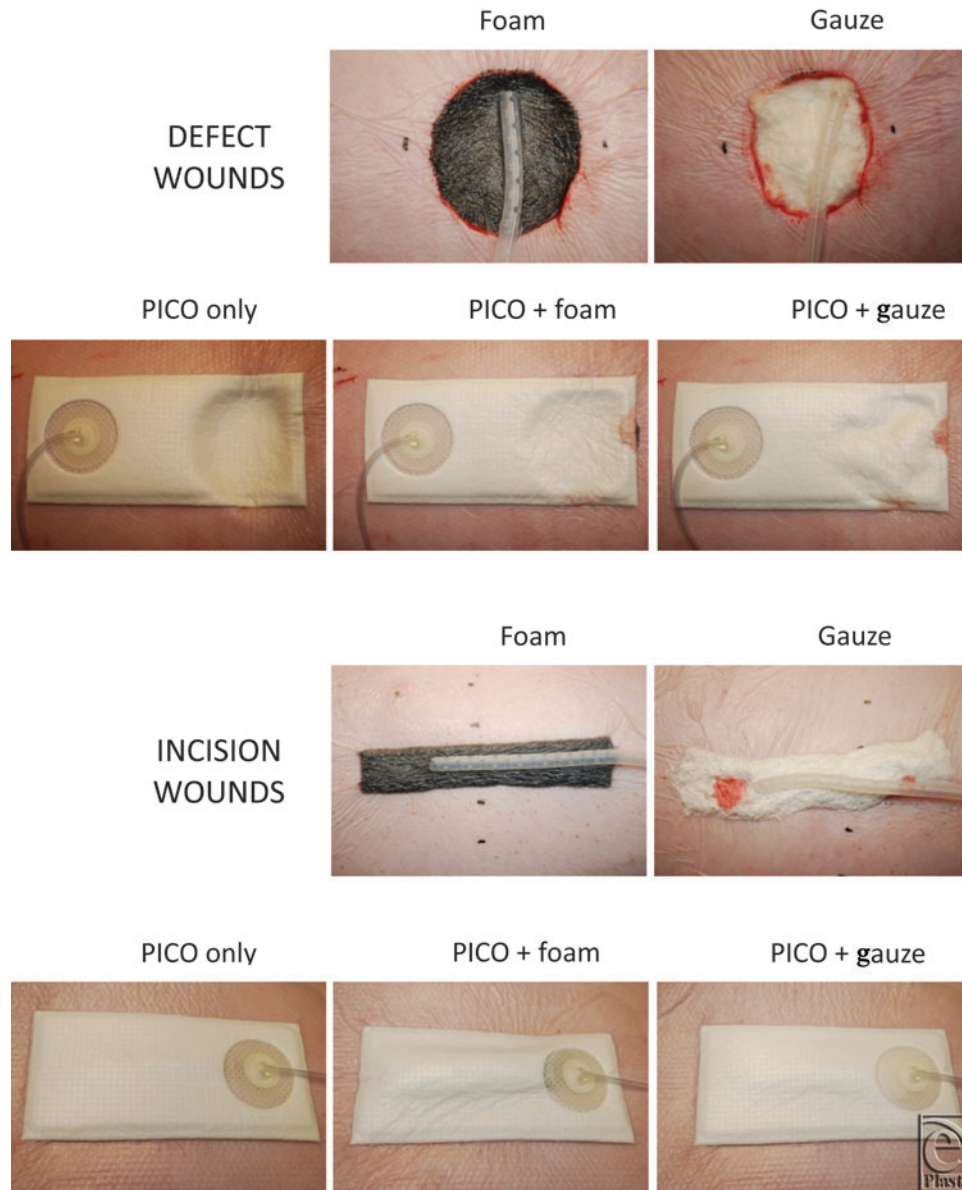 Foam Gauze
DEFECT
WOUNDS
PICO only PICO + foam PICO + gauze
Foam Gauze
INCISION
WOUNDS
PICO only PICO + foam PICO + gauze
e
Plast